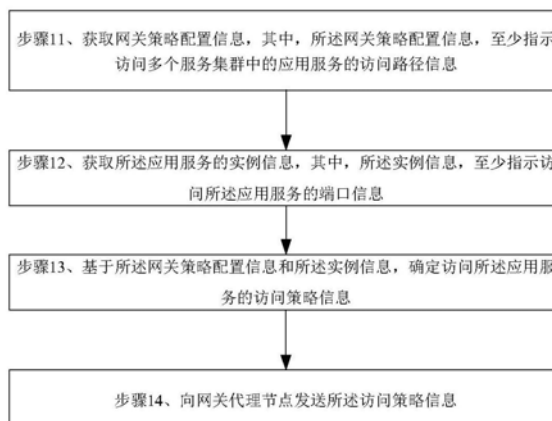 步骤11、获取网关策略配置信息，其中，所述网关策略配置信息，至少指示
访问多个服务集群中的应用服务的访问路径信息
步骤12、获取所述应用服务的实例信息，其中，所述实例信息，至少指示访
问所述应用服务的端口信息
步骤13、基于所述网关策略配置信息和所述实例信息，确定访问所述应用服
务的访问策略信息
步骤14、向网关代理节点发送所述访问策略信息